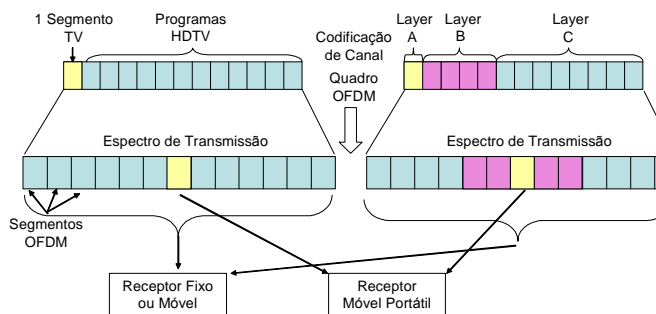 1 Segmento
TV
Programas
HDTV
Codificação
de Canal
Quadro
OFDM
Layer
A
Layer
B
Layer
C
Espectro de Transmissão
Espectro de Transmissão
Segmentos
OFDM
Receptor Fixo
ou Móvel
Receptor
Móvel Portátil